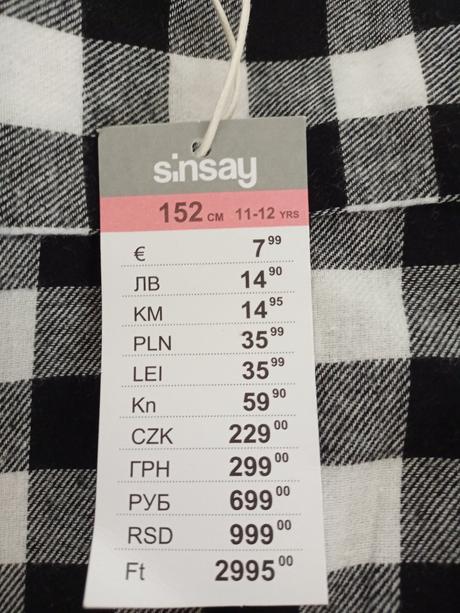 sinsay
152 CM 11-12 YRS
€ 7 99
ЛВ 14 90
KM 14 95
PLN 35 99
LEI 35 99
Kn 59 90
CZK 229 00
ГРН 299 00
РУБ 699 00
RSD 999 00
Ft 2995 00